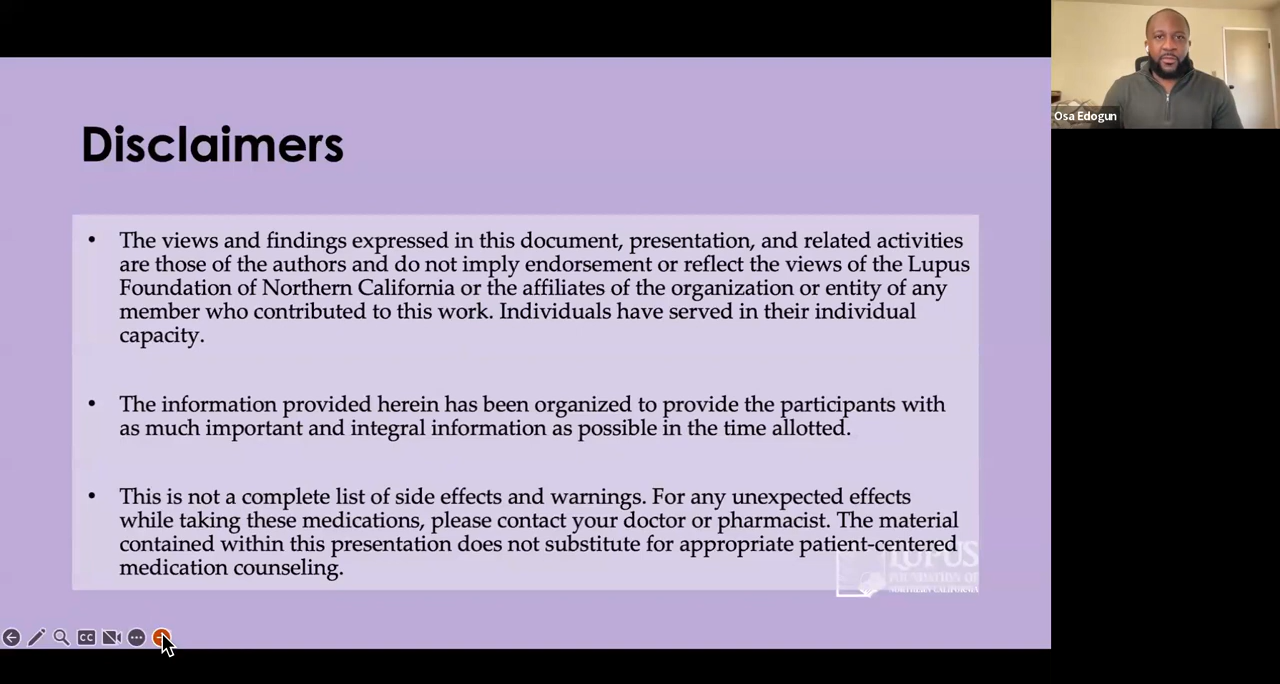 Disclaimers
• The views and findings expressed in this document, presentation, and related activities
are those of the authors and do not imply endorsement or reflect the views of the Lupus
Foundation of Northern California or the affiliates of the organization or entity of any
member who contributed to this work. Individuals have served in their individual
capacity.
• The information provided herein has been organized to provide the participants with
as much important and integral information as possible in the time allotted.
• This is not a complete list of side effects and warnings. For any unexpected effects
while taking these medications, please contact your doctor or pharmacist. The material
contained within this presentation does not substitute for appropriate patient-centered
medication counseling.
LUPUS
FOUNDATION OF
NORTHERN CALIFORNIA
CC
Osa Edogun